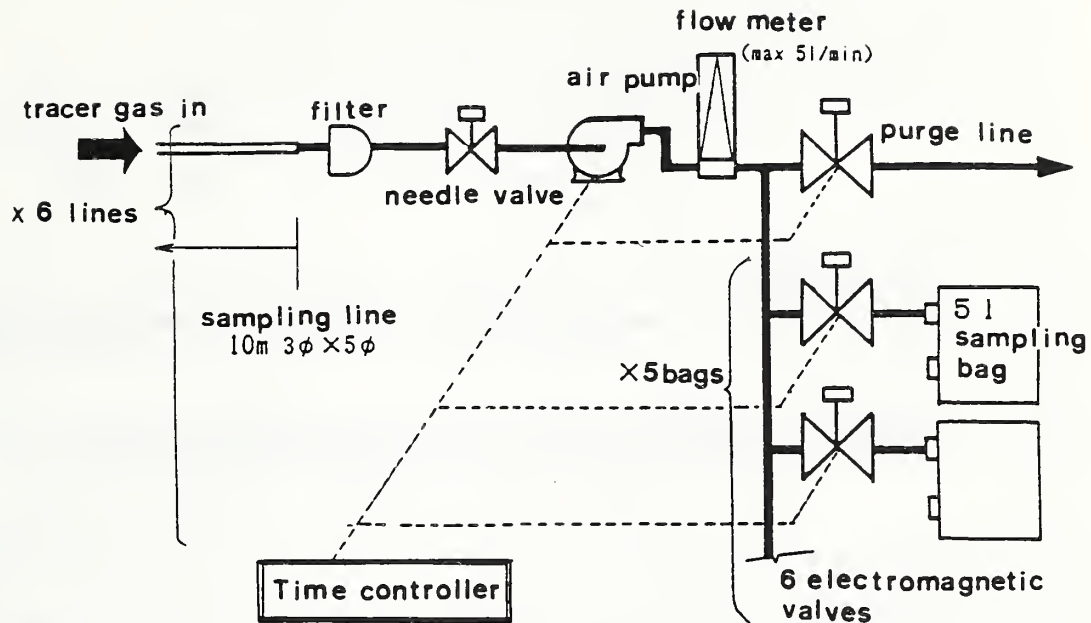 flow meter
(max 5l/min)
air pump
tracer gas in
filter
purge line
needle valve
x 6 lines
sampling line
10m 3φ×5φ
5 l
sampling
bag
×5bags
Time controller
6 electromagnetic
valves